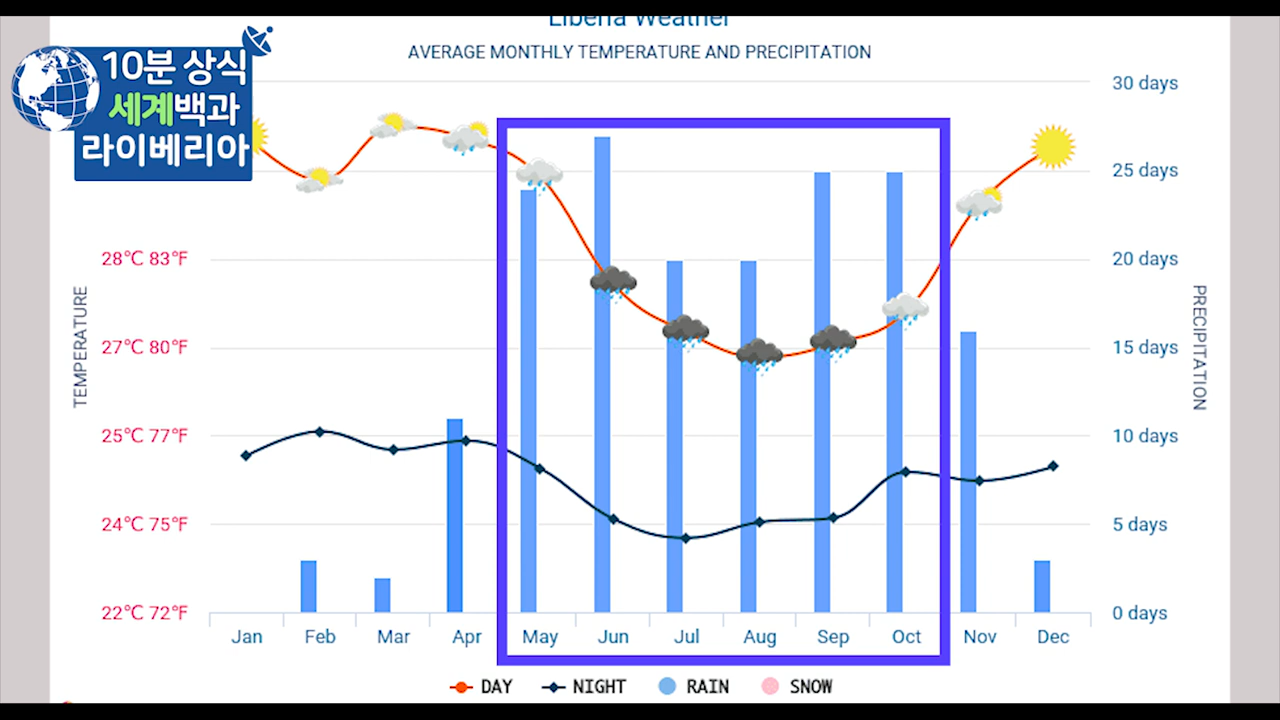 Liberia Weather
AVERAGE MONTHLY TEMPERATURE AND PRECIPITATION
10분 상식
세계백과
라이베리아
30 days
25 days
28°C 83°F
20 days
27°C 80°F
15 days
25°C 77°F
10 days
24°C 75°F
5 days
22°C 72°F
0 days
TEMPERATURE
PRECIPITATION
Jan Feb Mar Apr May Jun Jul Aug Sep Oct Nov Dec
DAY NIGHT RAIN SNOW